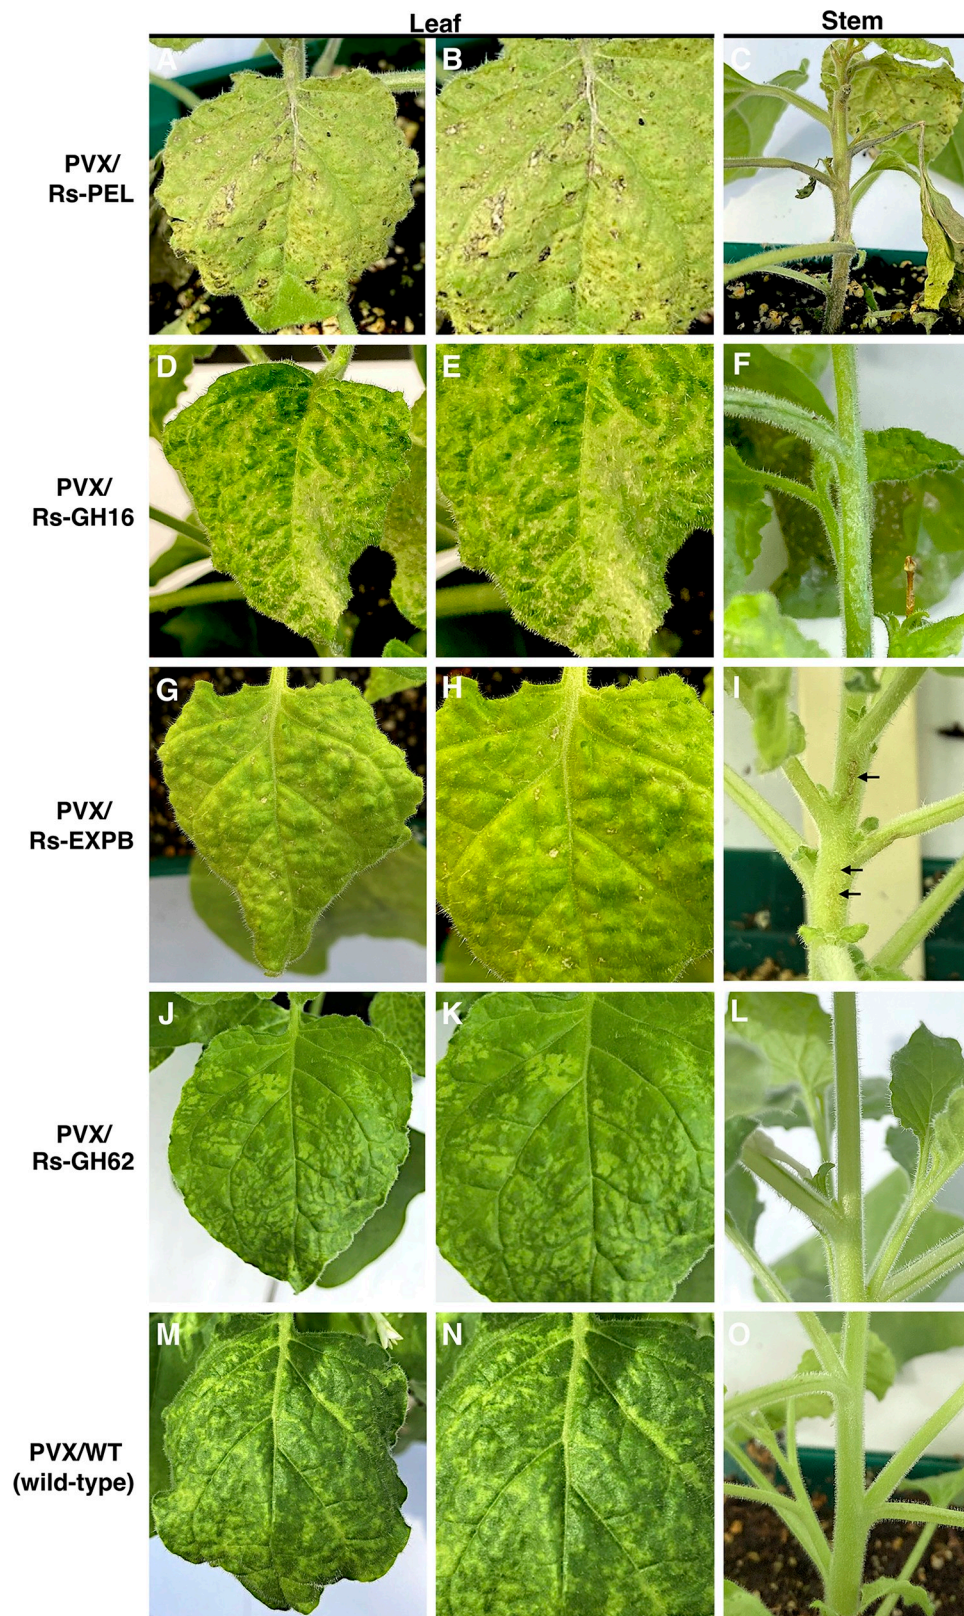 Leaf
Stem
A
B
C
PVX/
Rs-PEL
D
E
F
PVX/
Rs-GH16
G
H
I
PVX/
Rs-EXPB
J
K
L
PVX/
Rs-GH62
M
N
O
PVX/WT
(wild-type)